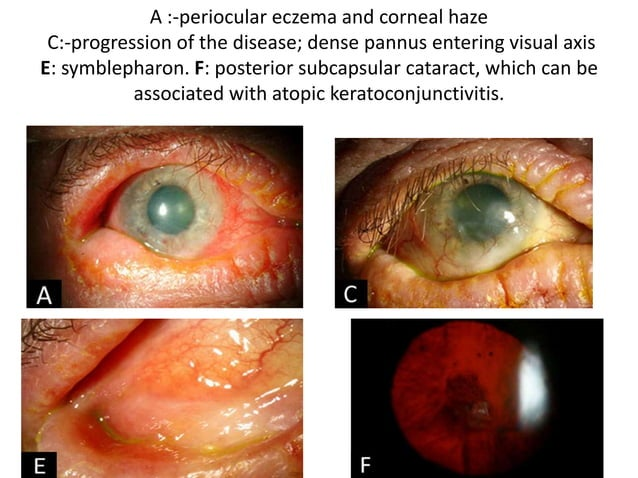 A :-periocular eczema and corneal haze
C:-progression of the disease; dense pannus entering visual axis
E: symblepharon. F: posterior subcapsular cataract, which can be
associated with atopic keratoconjunctivitis.
A
C
E
F